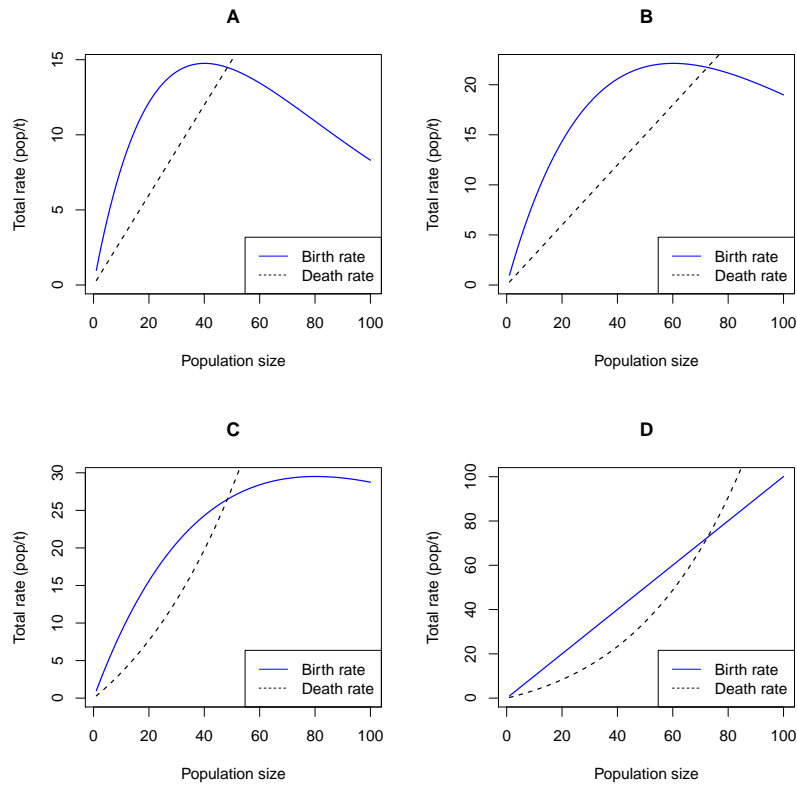 A
Total rate (pop/t)
15
10
5
0
Birth rate
Death rate
0 20 40 60 80 100
Population size
B
Total rate (pop/t)
20
15
10
5
0
Birth rate
Death rate
0 20 40 60 80 100
Population size
C
Total rate (pop/t)
30
25
20
15
10
5
0
Birth rate
Death rate
0 20 40 60 80 100
Population size
D
Total rate (pop/t)
100
80
60
40
20
0
Birth rate
Death rate
0 20 40 60 80 100
Population size